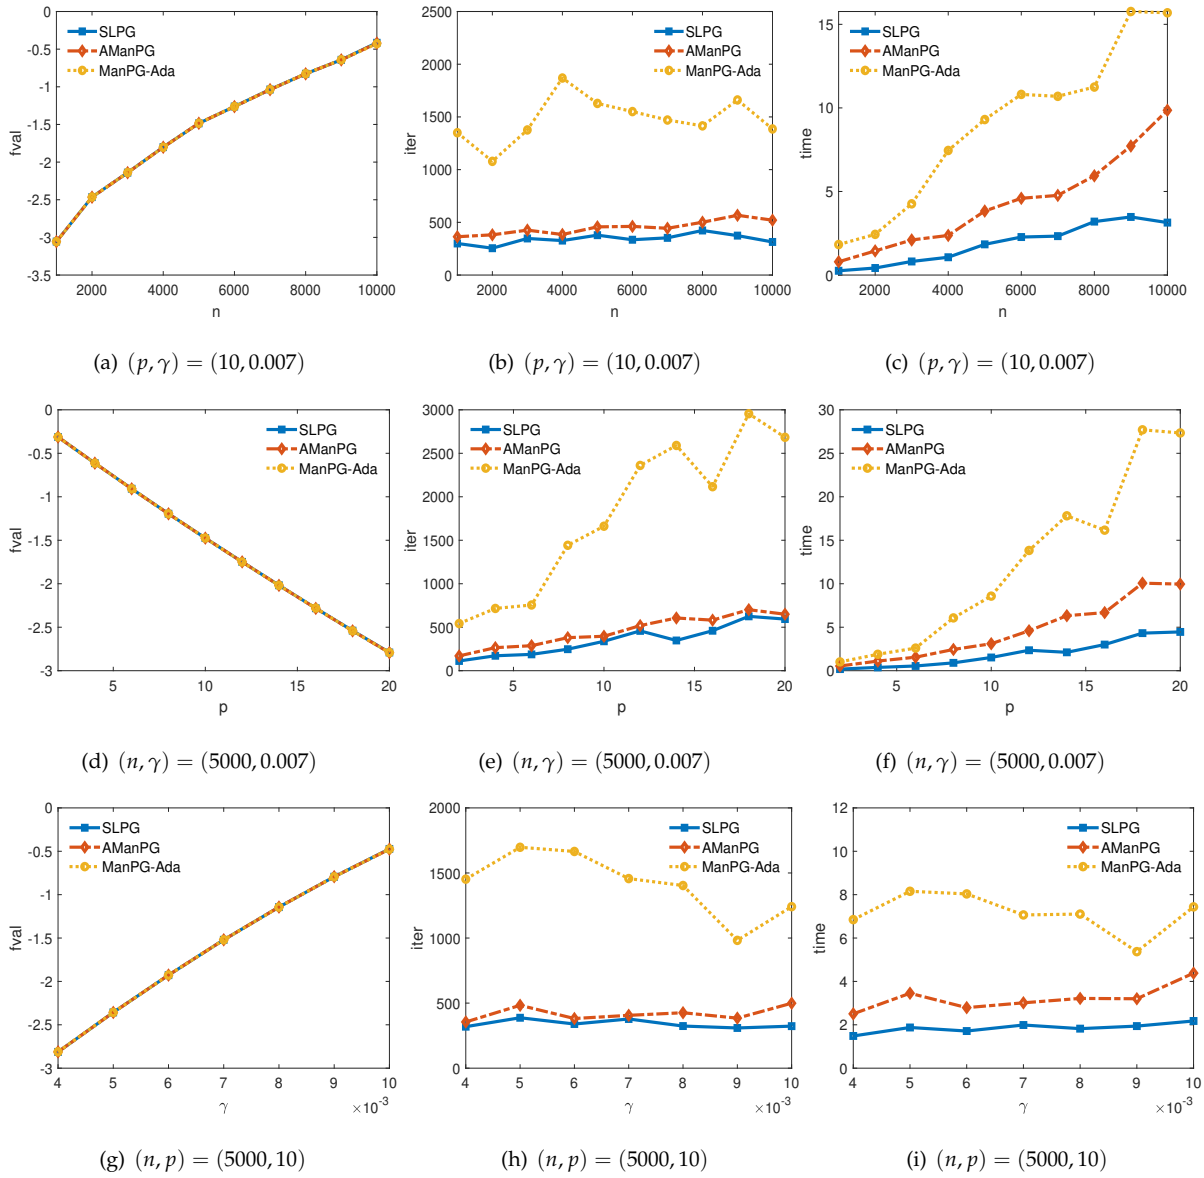 0
-0.5
-1
-1.5
-2
-2.5
-3
-3.5
fval
SLPG
AManPG
ManPG-Ada
2000 4000 6000 8000 10000
n
2500
2000
1500
1000
500
0
iter
SLPG
AManPG
ManPG-Ada
2000 4000 6000 8000 10000
n
15
10
5
0
time
SLPG
AManPG
ManPG-Ada
2000 4000 6000 8000 10000
n
(a) (p, γ) = (10, 0.007)
(b) (p, γ) = (10, 0.007)
(c) (p, γ) = (10, 0.007)
0
-0.5
-1
-1.5
-2
-2.5
-3
fval
SLPG
AManPG
ManPG-Ada
5 10 15 20
p
3000
2500
2000
1500
1000
500
0
iter
SLPG
AManPG
ManPG-Ada
5 10 15 20
p
30
25
20
15
10
5
0
time
SLPG
AManPG
ManPG-Ada
5 10 15 20
p
(d) (n, γ) = (5000, 0.007)
(e) (n, γ) = (5000, 0.007)
(f) (n, γ) = (5000, 0.007)
0
-0.5
-1
-1.5
-2
-2.5
-3
fval
SLPG
AManPG
ManPG-Ada
4 5 6 7 8 9 10
γ ×10⁻³
2000
1500
1000
500
0
iter
SLPG
AManPG
ManPG-Ada
4 5 6 7 8 9 10
γ ×10⁻³
12
10
8
6
4
2
0
time
SLPG
AManPG
ManPG-Ada
4 5 6 7 8 9 10
γ ×10⁻³
(g) (n, p) = (5000, 10)
(h) (n, p) = (5000, 10)
(i) (n, p) = (5000, 10)